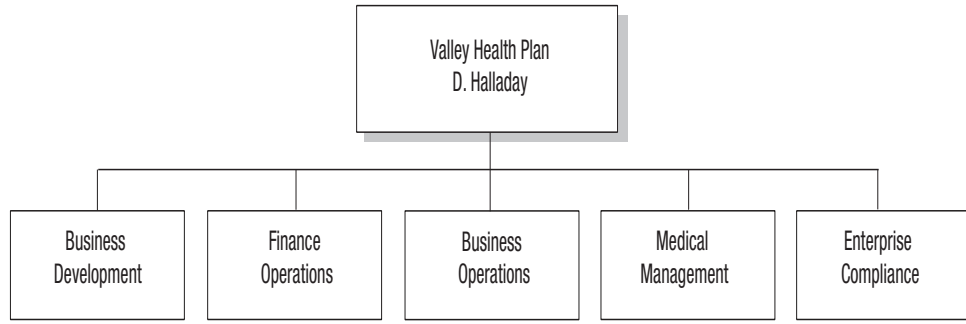 Valley Health Plan
D. Halladay
Business
Development
Finance
Operations
Business
Operations
Medical
Management
Enterprise
Compliance